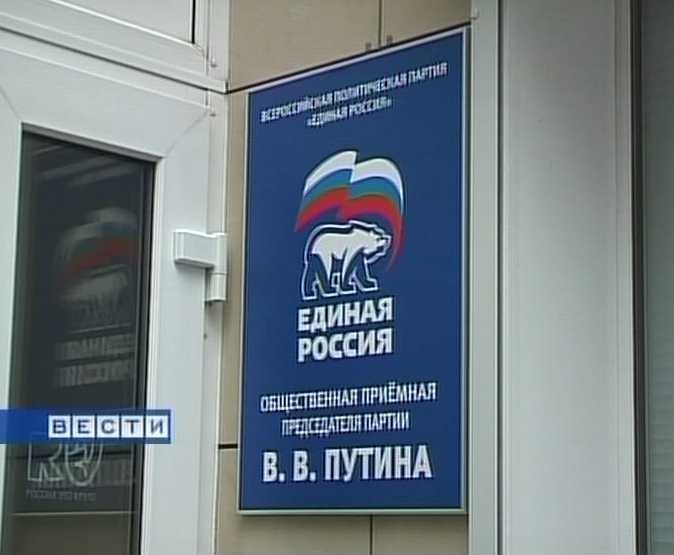 ВСЕРОССИЙСКАЯ ПОЛИТИЧЕСКАЯ ПАРТИЯ
«ЕДИНАЯ РОССИЯ»
ЕДИНАЯ
РОССИЯ
ОБЩЕСТВЕННАЯ ПРИЁМНАЯ
ПРЕДСЕДАТЕЛЯ ПАРТИИ
В. В. ПУТИНА
ВЕСТИ